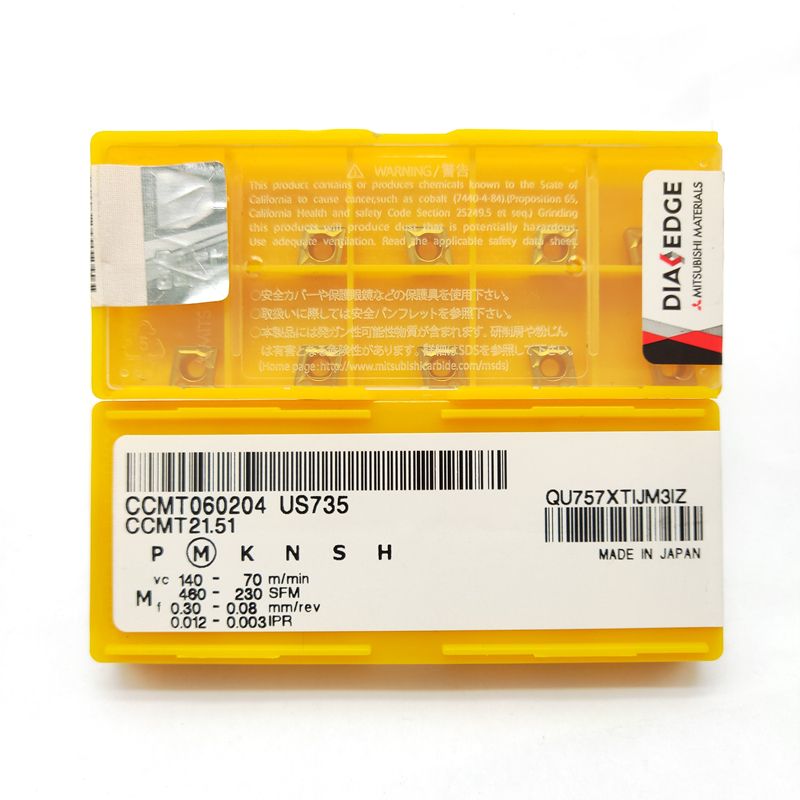 ⚠ WARNING/警告
This product contains or produces chemicals known to the State of
California to cause cancer,such as cobalt (7440-4-84).(Proposition 65,
California Health and safety Code Section 25249.5 et seq.) Grinding
this products will produce dust that is potentially hazardous.
Use adequate ventilation. Read the applicable safety data sheet.
○安全カバーや保護眼鏡などの保護具を使用下さい。
○取扱いに際しては安全パンフレットを参照下さい。
○本製品には発ガン性可能性物質が含まれます。研削屑や粉じん
は有害となる危険性があります 詳細はSDSを参照して下さい。
(Home page: http://www.mitsubishicarbide.com/msds)
DIAEDGE
MITSUBISHI MATERIALS
MITS
CCMT060204 US735
CCMT21.51
P M K N S H
vc 140 - 70 m/min
M 460 - 230 SFM
f 0.30 - 0.08 mm/rev
0.012 - 0.003 IPR
QU757XTIJM3IZ
MADE IN JAPAN